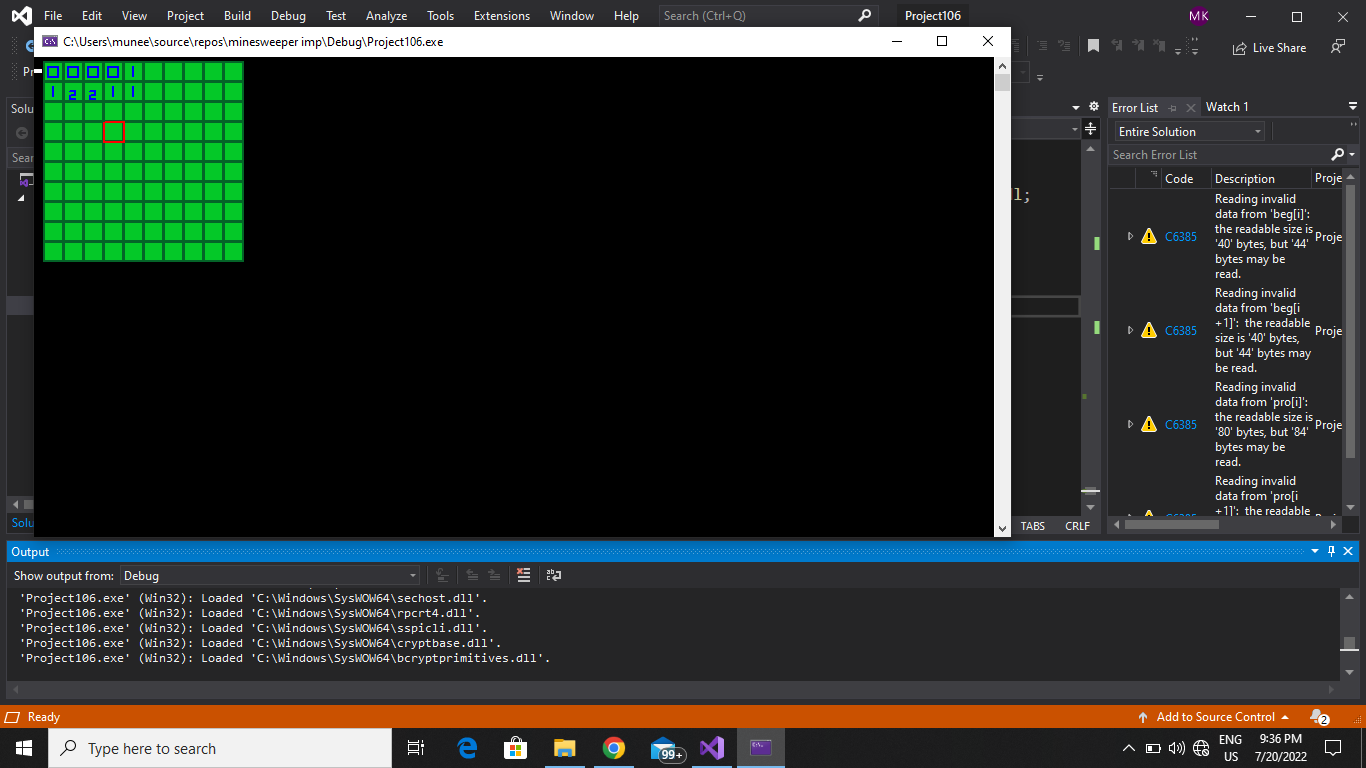 File Edit View Project Build Debug Test Analyze Tools Extensions Window Help Search (Ctrl+Q) Project106 MK
C:\Users\munee\source\repos\minesweeper imp\Debug\Project106.exe
Live Share
0 0 0 0 1
1 2 2 1 1
Error List Watch 1
Entire Solution
Search Error List
Code Description Proje
Reading invalid
data from 'beg[i]':
the readable size is
C6385 '40' bytes, but '44' Proje
bytes may be
read.
Reading invalid
data from 'beg[i
+1]': the readable
C6385 size is '40' bytes, Proje
but '44' bytes may
be read.
Reading invalid
data from 'pro[i]':
the readable size is
C6385 '80' bytes, but '84' Proje
bytes may be
read.
Reading invalid
data from 'pro[i
+1]': the readable
TABS CRLF
Output
Show output from: Debug
'Project106.exe' (Win32): Loaded 'C:\Windows\SysWOW64\sechost.dll'.
'Project106.exe' (Win32): Loaded 'C:\Windows\SysWOW64\rpcrt4.dll'.
'Project106.exe' (Win32): Loaded 'C:\Windows\SysWOW64\sspicli.dll'.
'Project106.exe' (Win32): Loaded 'C:\Windows\SysWOW64\cryptbase.dll'.
'Project106.exe' (Win32): Loaded 'C:\Windows\SysWOW64\bcryptprimitives.dll'.
Ready Add to Source Control 2
Type here to search 99+ ENG 9:36 PM
US 7/20/2022